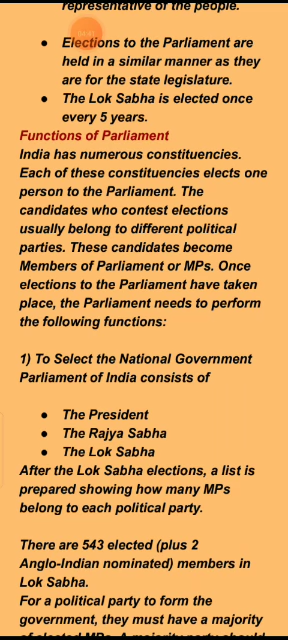 representative of the people.
● Elections to the Parliament are
held in a similar manner as they
are for the state legislature.
● The Lok Sabha is elected once
every 5 years.
Functions of Parliament
India has numerous constituencies.
Each of these constituencies elects one
person to the Parliament. The
candidates who contest elections
usually belong to different political
parties. These candidates become
Members of Parliament or MPs. Once
elections to the Parliament have taken
place, the Parliament needs to perform
the following functions:
1) To Select the National Government
Parliament of India consists of
● The President
● The Rajya Sabha
● The Lok Sabha
After the Lok Sabha elections, a list is
prepared showing how many MPs
belong to each political party.
There are 543 elected (plus 2
Anglo-Indian nominated) members in
Lok Sabha.
For a political party to form the
government, they must have a majority
of elected MPs. A majority party should